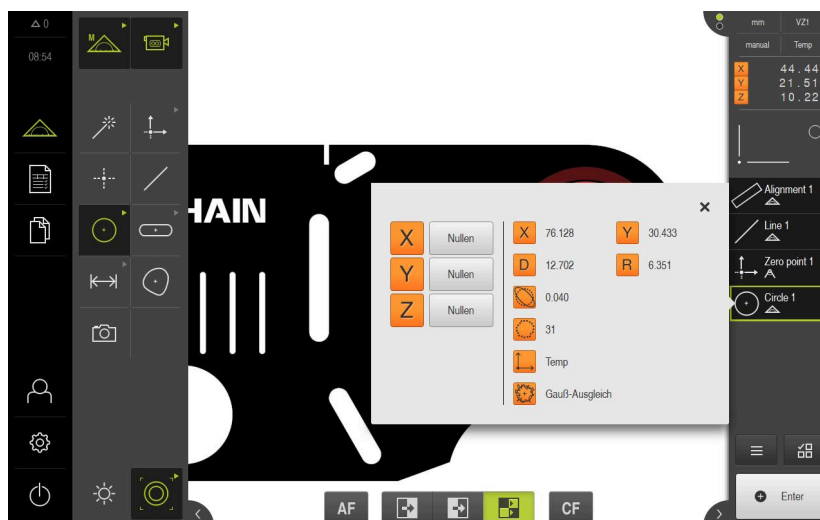 △ 0
08:54
M
HAIN
X Nullen
Y Nullen
Z Nullen
X 76.128 Y 30.433
D 12.702 R 6.351
0.040
31
Temp
Gauß-Ausgleich
AF
CF
mm VZ1
manual Temp
X 44.44
Y 21.51
Z 10.22
Alignment 1
Line 1
Zero point 1
Circle 1
Enter